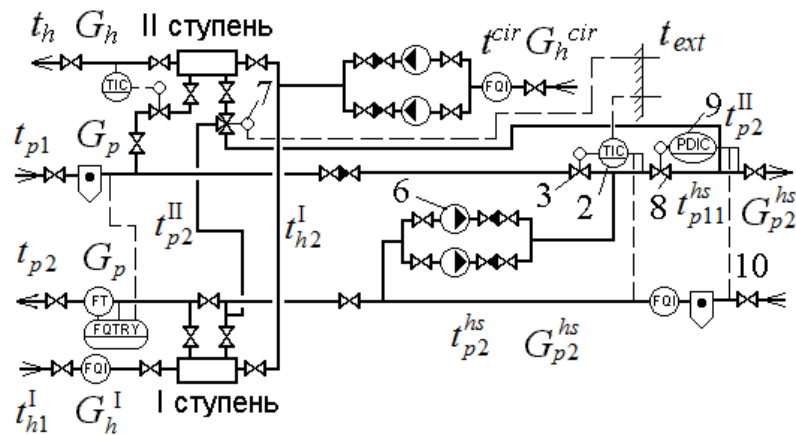 t_h G_h II ступень t^cir G_h^cir t_ext
TIC FQI 7 9
t_p1 G_p TIC PDIC t_p2^II
3 2 8 t_p11^hs G_p2^hs
6
t_p2^II t_h2^I
t_p2 G_p 10
FT FQI
FQTRY t_p2^hs G_p2^hs
FQI
t_h1^I G_h^I I ступень